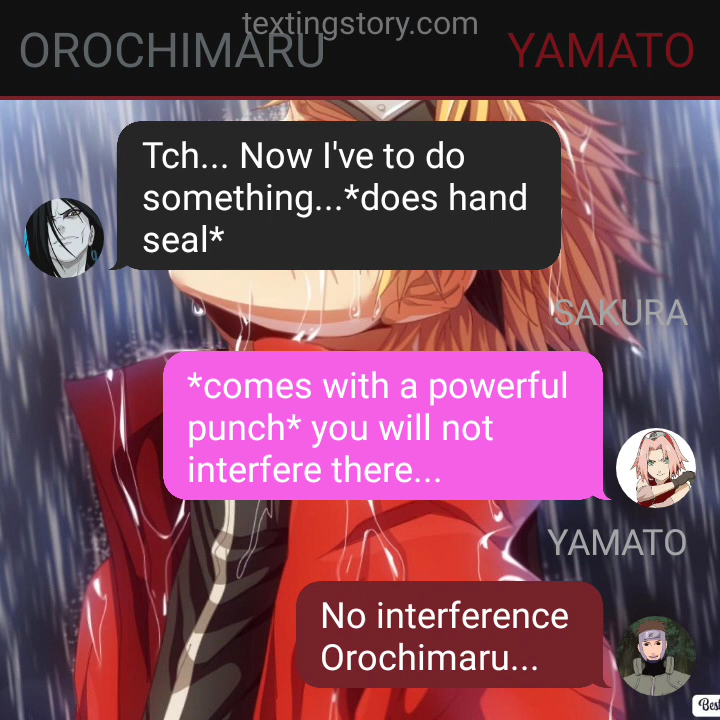 textingstory.com
OROCHIMARU YAMATO
Tch... Now I've to do
something...*does hand
seal*
SAKURA
*comes with a powerful
punch* you will not
interfere there...
YAMATO
No interference
Orochimaru...
Best